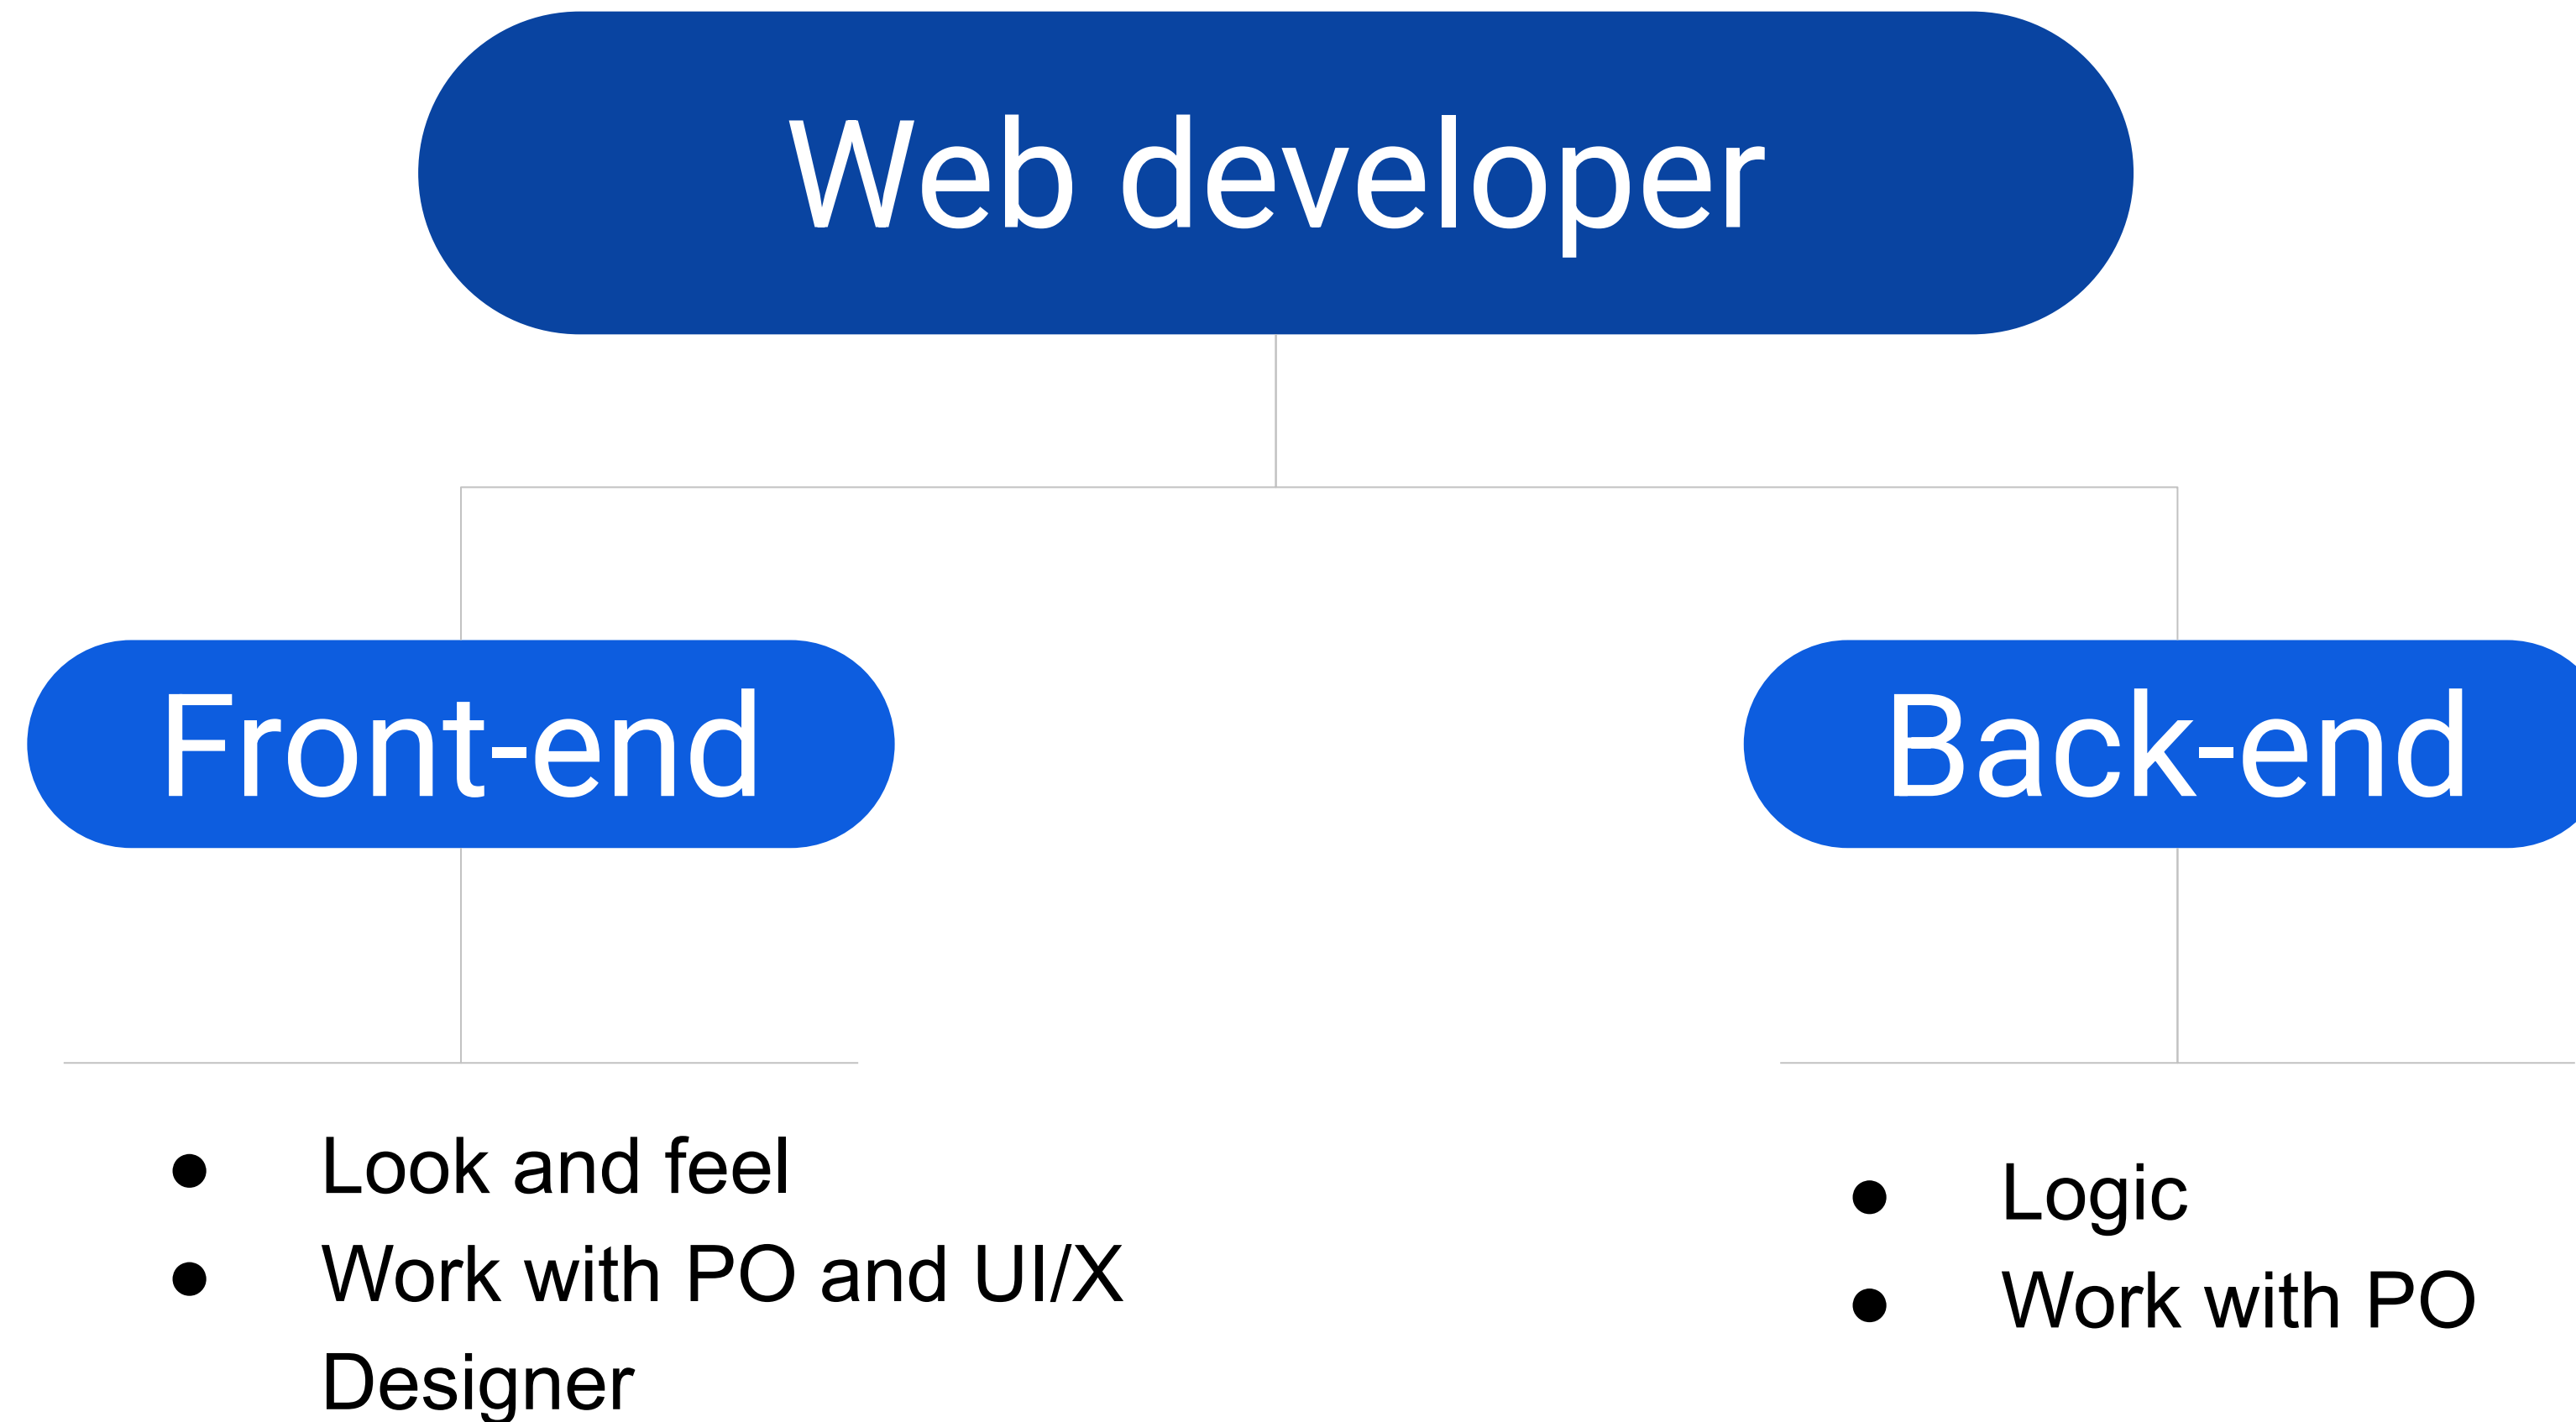 Web developer
Front-end
Back-end
● Look and feel
● Work with PO and UI/X
Designer
● Logic
● Work with PO